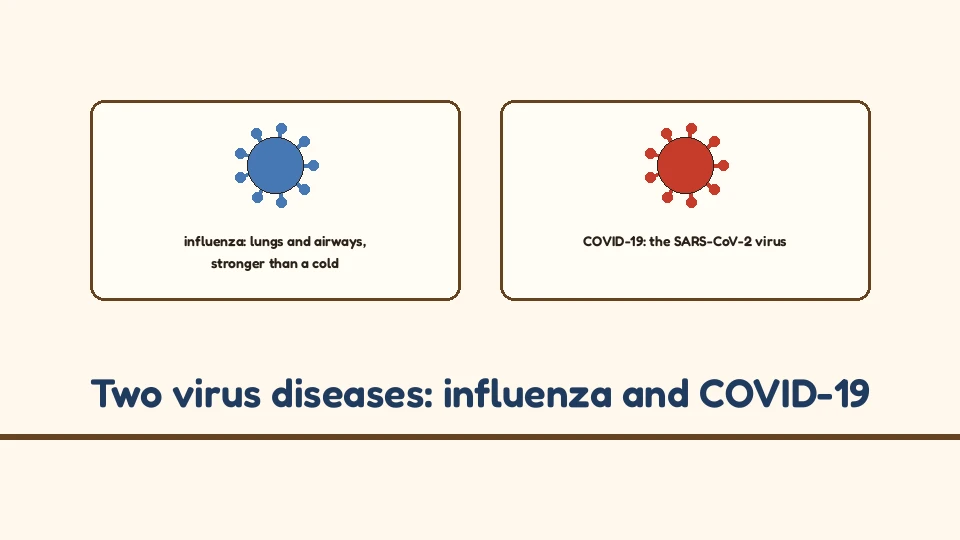 influenza: lungs and airways,
stronger than a cold
COVID-19: the SARS-CoV-2 virus
Two virus diseases: influenza and COVID-19